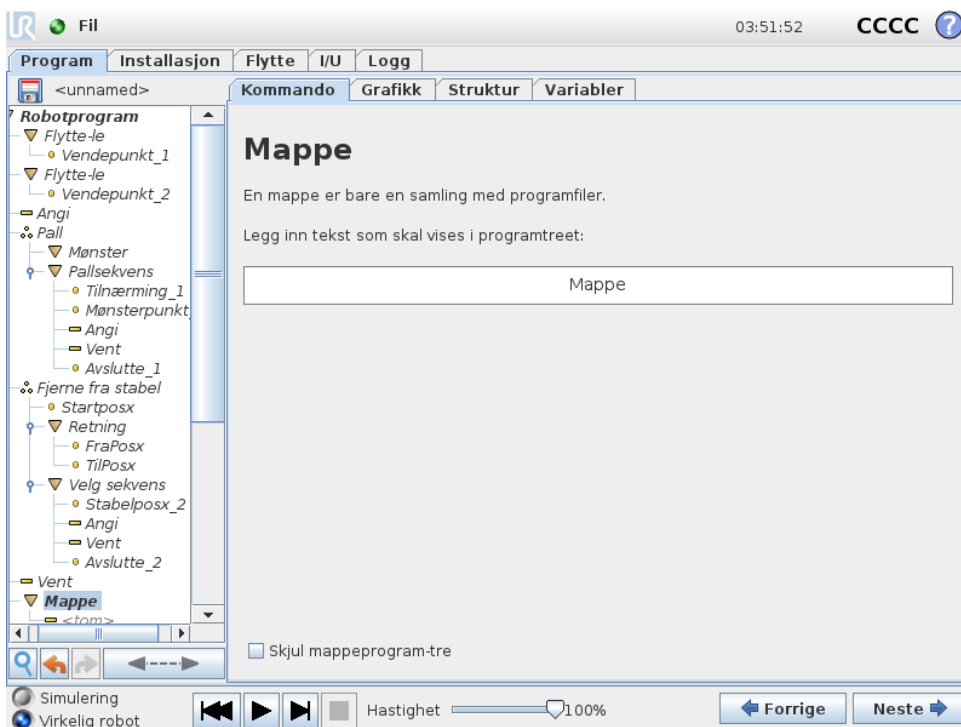 Fil
03:51:52
CCCC
?
Program Installasjon Flytte I/U Logg
<unnamed>
Kommando Grafikk Struktur Variabler
Robotprogram
Flytte-le
Vendepunkt_1
Flytte-le
Vendepunkt_2
Angi
Pall
Mønster
Pallsekvens
Tilnærming_1
Mønsterpunkt_
Angi
Vent
Avslutte_1
Fjerne fra stabel
Startposx
Retning
FraPosx
TilPosx
Velg sekvens
Stabelposx_2
Angi
Vent
Avslutte_2
Vent
Mappe
<tom>
Mappe
En mappe er bare en samling med programfiler.
Legg inn tekst som skal vises i programtreet:
Mappe
Skjul mappeprogram-tre
Simulering
Virkelig robot
Hastighet 100%
Forrige Neste